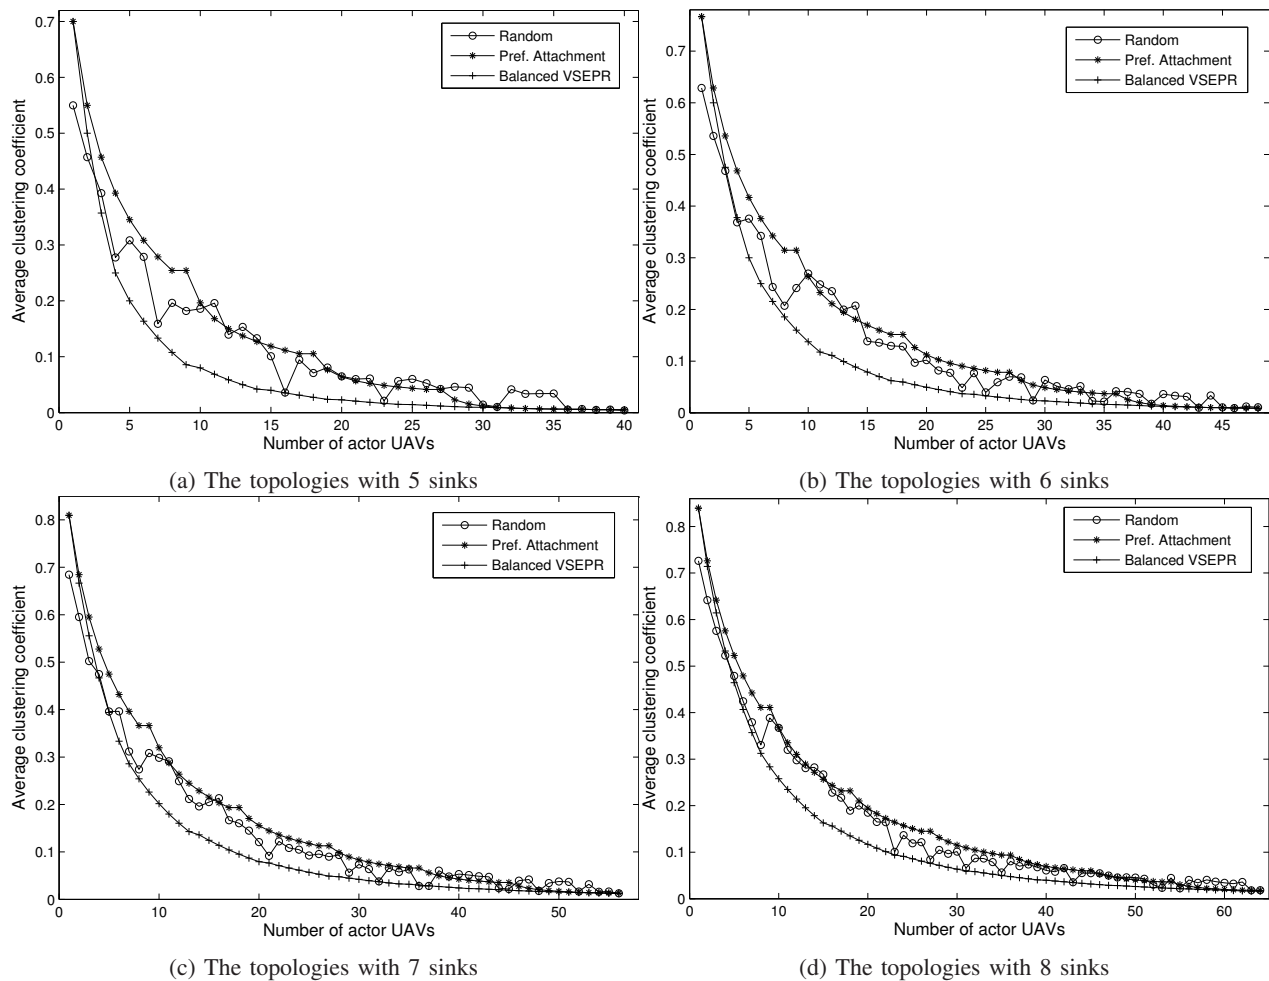 0.7
0.6
0.5
0.4
0.3
0.2
0.1
0
Average clustering coefficient
Random
Pref. Attachment
Balanced VSEPR
0 5 10 15 20 25 30 35 40
Number of actor UAVs
(a) The topologies with 5 sinks
0.7
0.6
0.5
0.4
0.3
0.2
0.1
0
Average clustering coefficient
Random
Pref. Attachment
Balanced VSEPR
0 5 10 15 20 25 30 35 40 45
Number of actor UAVs
(b) The topologies with 6 sinks
0.8
0.7
0.6
0.5
0.4
0.3
0.2
0.1
0
Average clustering coefficient
Random
Pref. Attachment
Balanced VSEPR
0 10 20 30 40 50
Number of actor UAVs
(c) The topologies with 7 sinks
0.8
0.7
0.6
0.5
0.4
0.3
0.2
0.1
0
Average clustering coefficient
Random
Pref. Attachment
Balanced VSEPR
0 10 20 30 40 50 60
Number of actor UAVs
(d) The topologies with 8 sinks